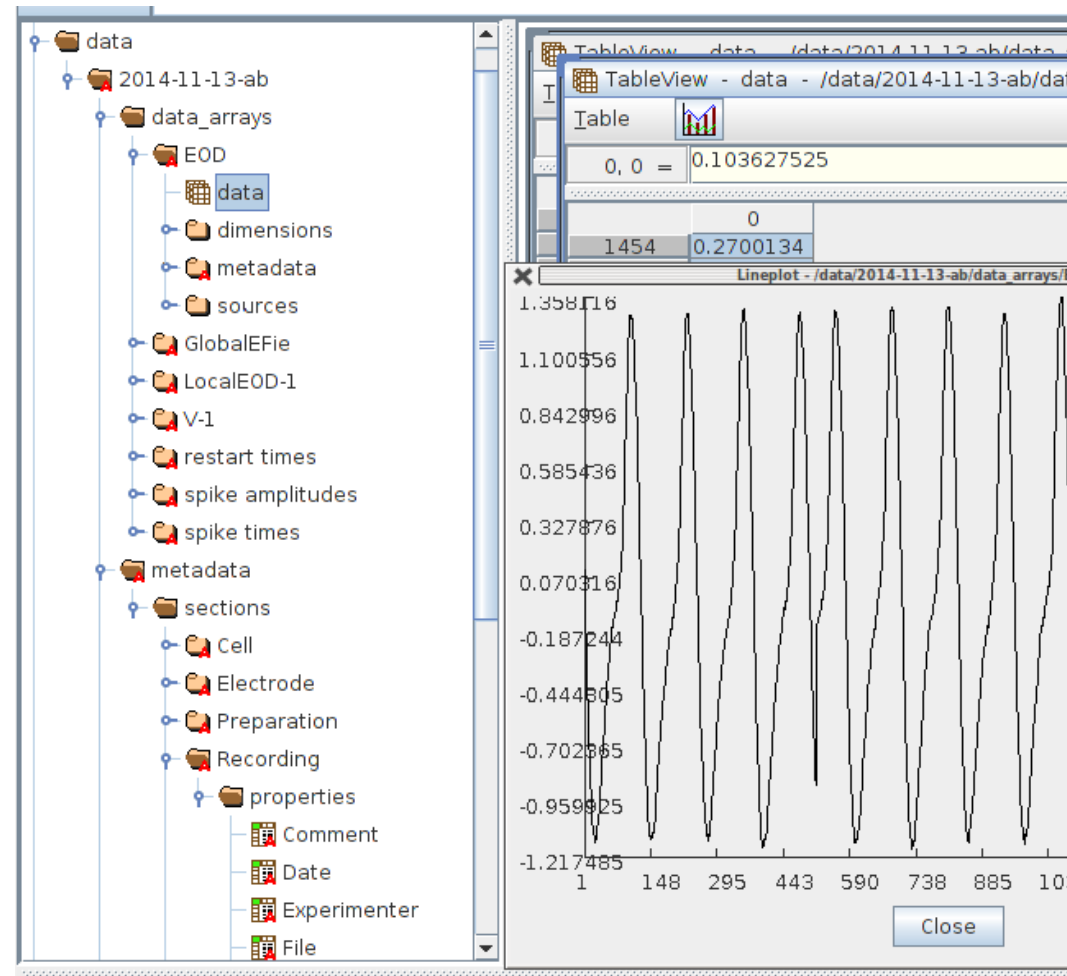 data
2014-11-13-ab
data_arrays
EOD
data
dimensions
metadata
sources
GlobalEFie
LocalEOD-1
V-1
restart times
spike amplitudes
spike times
metadata
sections
Cell
Electrode
Preparation
Recording
properties
Comment
Date
Experimenter
File
TableView - data - /data/2014-11-13-ab/data
T
TableView - data - /data/2014-11-13-ab/dat
Table
0, 0 = 0.103627525
0
1454 0.2700134
Lineplot - /data/2014-11-13-ab/data_arrays/
1.358116
1.100556
0.842996
0.585436
0.327876
0.070316
-0.187244
-0.444805
-0.702365
-0.959925
-1.217485
1 148 295 443 590 738 885 103
Close